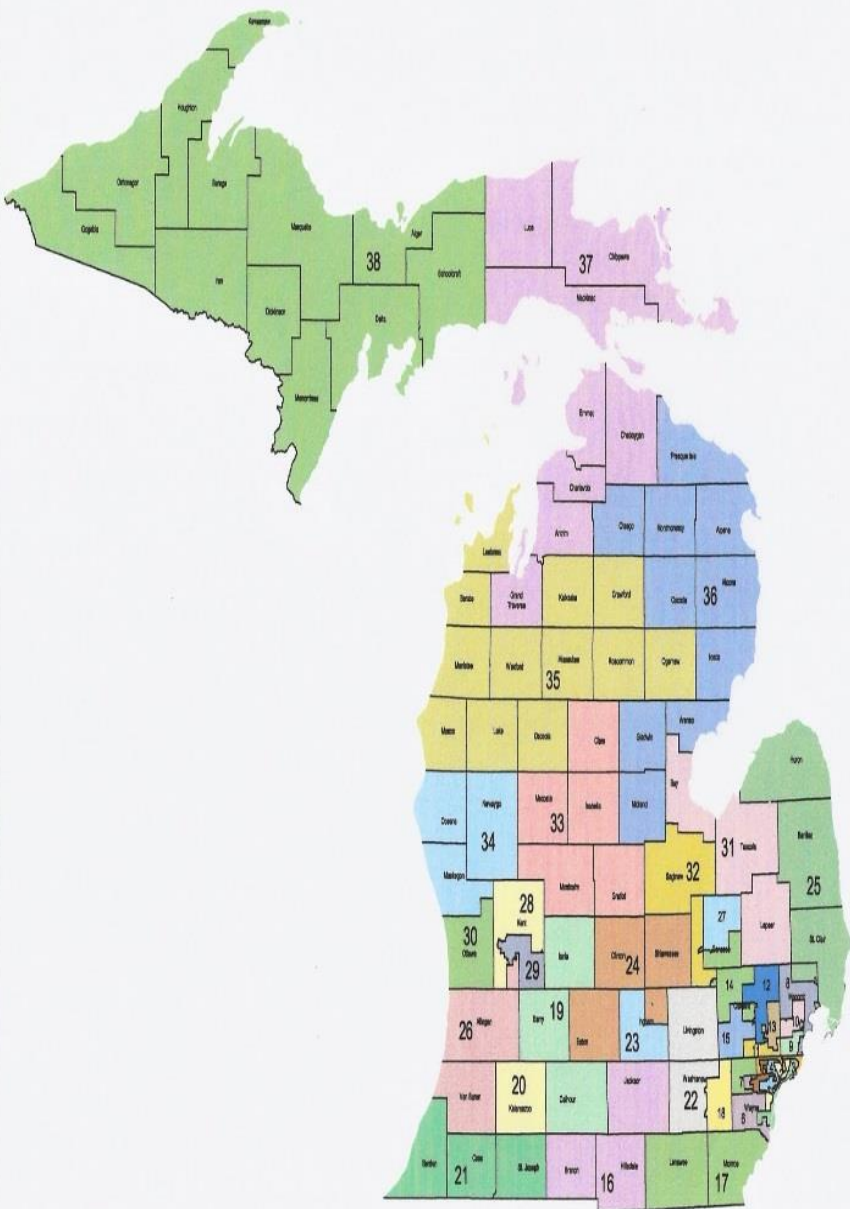 Keweenaw
Houghton
Ontonagon
Baraga
Gogebic
Marquette
Alger
Luce
38
37
Chippewa
Iron
Schoolcraft
Mackinac
Dickinson
Delta
Menominee
Emmet
Cheboygan
Presque Isle
Charlevoix
Antrim
Otsego
Montmorency
Alpena
Leelanau
Benzie
Grand
Traverse
Kalkaska
Crawford
Oscoda
36
Alcona
Manistee
Wexford
Missaukee
Roscommon
Ogemaw
Iosco
35
Mason
Lake
Osceola
Clare
Gladwin
Arenac
Huron
Bay
Oceana
Newaygo
Mecosta
Isabella
Midland
34
33
31
Tuscola
Sanilac
Muskegon
Montcalm
Gratiot
Saginaw
32
25
28
Kent
27
Lapeer
30
Ottawa
29
Ionia
Clinton
24
Shiawassee
Genesee
St. Clair
14
12
8
Macomb
26
Allegan
Barry
19
Eaton
Ingham
23
Livingston
15
13
10
9
Van Buren
20
Kalamazoo
Calhoun
Jackson
Washtenaw
22
18
Wayne
6
Berrien
Cass
21
St. Joseph
Branch
Hillsdale
16
Lenawee
Monroe
17